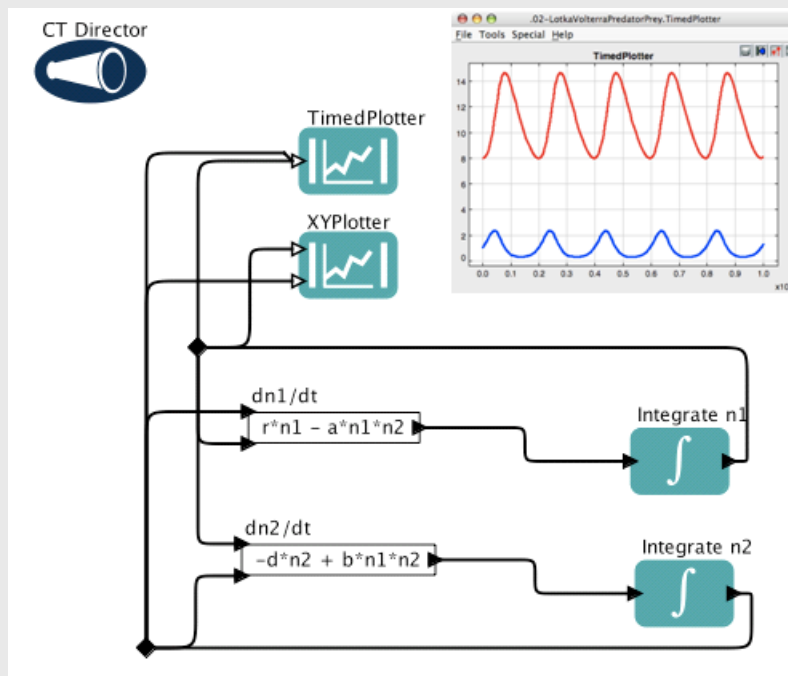 CT Director
.02-LotkaVolterraPredatorPrey.TimedPlotter
File Tools Special Help
TimedPlotter
14
12
10
8
6
4
2
0
0.0 0.1 0.2 0.3 0.4 0.5 0.6 0.7 0.8 0.9 1.0
x10
TimedPlotter
XYPlotter
dn1/dt
r*n1 - a*n1*n2
Integrate n1
∫
dn2/dt
-d*n2 + b*n1*n2
Integrate n2
∫